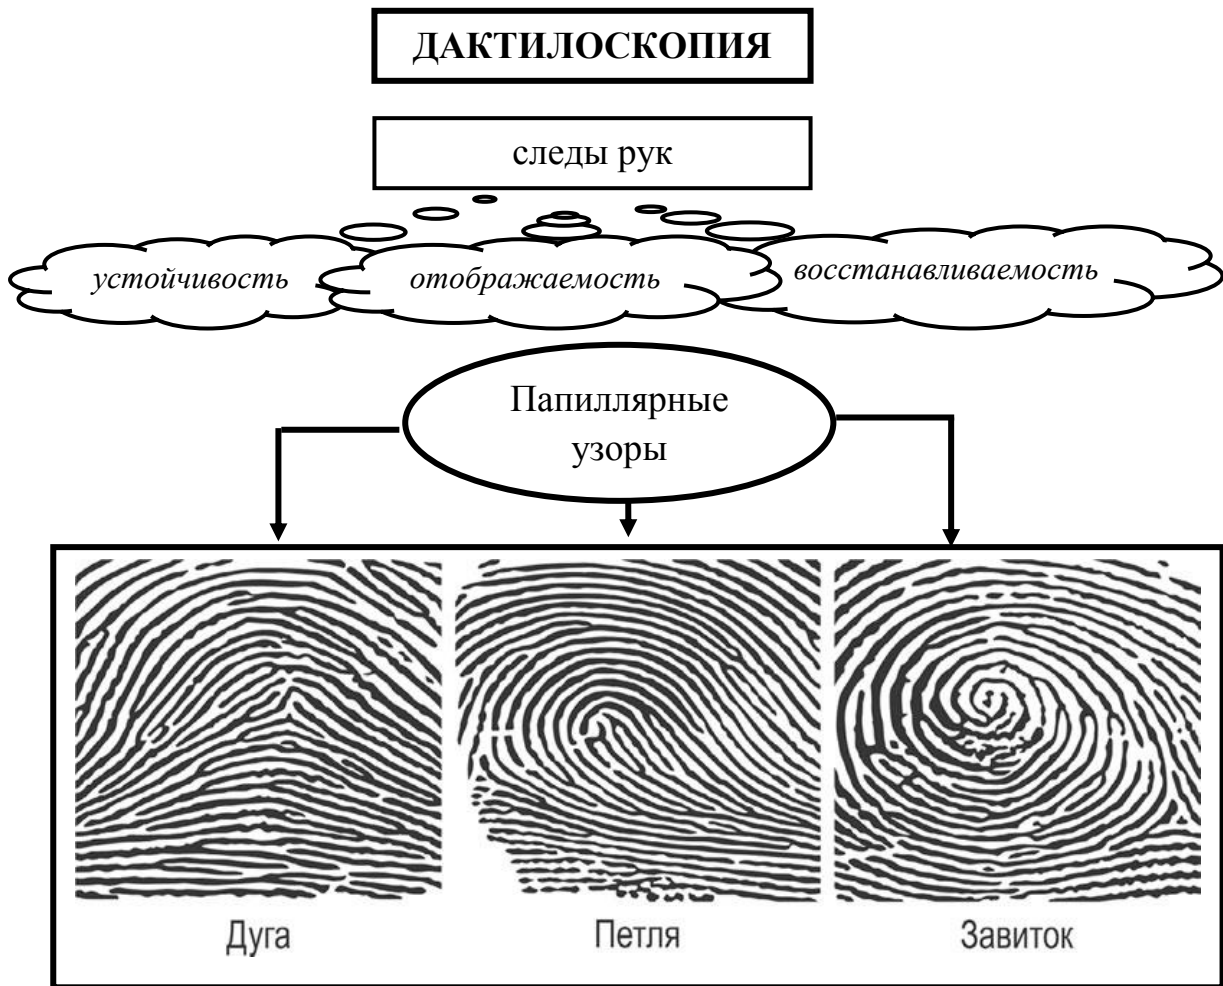 ДАКТИЛОСКОПИЯ
следы рук
устойчивость
отображаемость
восстанавливаемость
Папиллярные
узоры
Дуга
Петля
Завиток